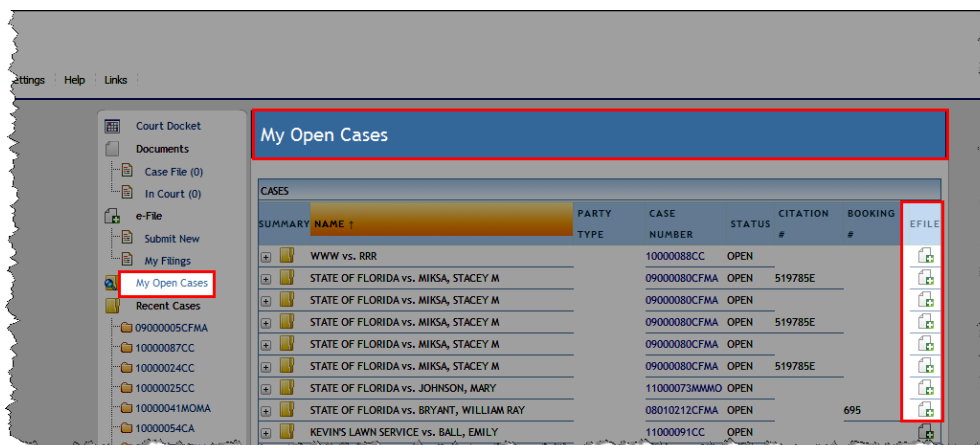 ettings Help Links
Court Docket
Documents
Case File (0)
In Court (0)
e-File
Submit New
My Filings
My Open Cases
Recent Cases
09000005CFMA
10000087CC
10000024CC
10000025CC
10000041MOMA
10000054CA
My Open Cases
CASES
SUMMARY NAME ↑ PARTY TYPE CASE NUMBER STATUS CITATION # BOOKING # EFILE
WWW vs. RRR 10000088CC OPEN
STATE OF FLORIDA vs. MIKSA, STACEY M 09000080CFMA OPEN 519785E
STATE OF FLORIDA vs. MIKSA, STACEY M 09000080CFMA OPEN
STATE OF FLORIDA vs. MIKSA, STACEY M 09000080CFMA OPEN 519785E
STATE OF FLORIDA vs. MIKSA, STACEY M 09000080CFMA OPEN
STATE OF FLORIDA vs. MIKSA, STACEY M 09000080CFMA OPEN 519785E
STATE OF FLORIDA vs. JOHNSON, MARY 11000073MMMO OPEN
STATE OF FLORIDA vs. BRYANT, WILLIAM RAY 08010212CFMA OPEN 695
KEVIN'S LAWN SERVICE vs. BALL, EMILY 11000091CC OPEN